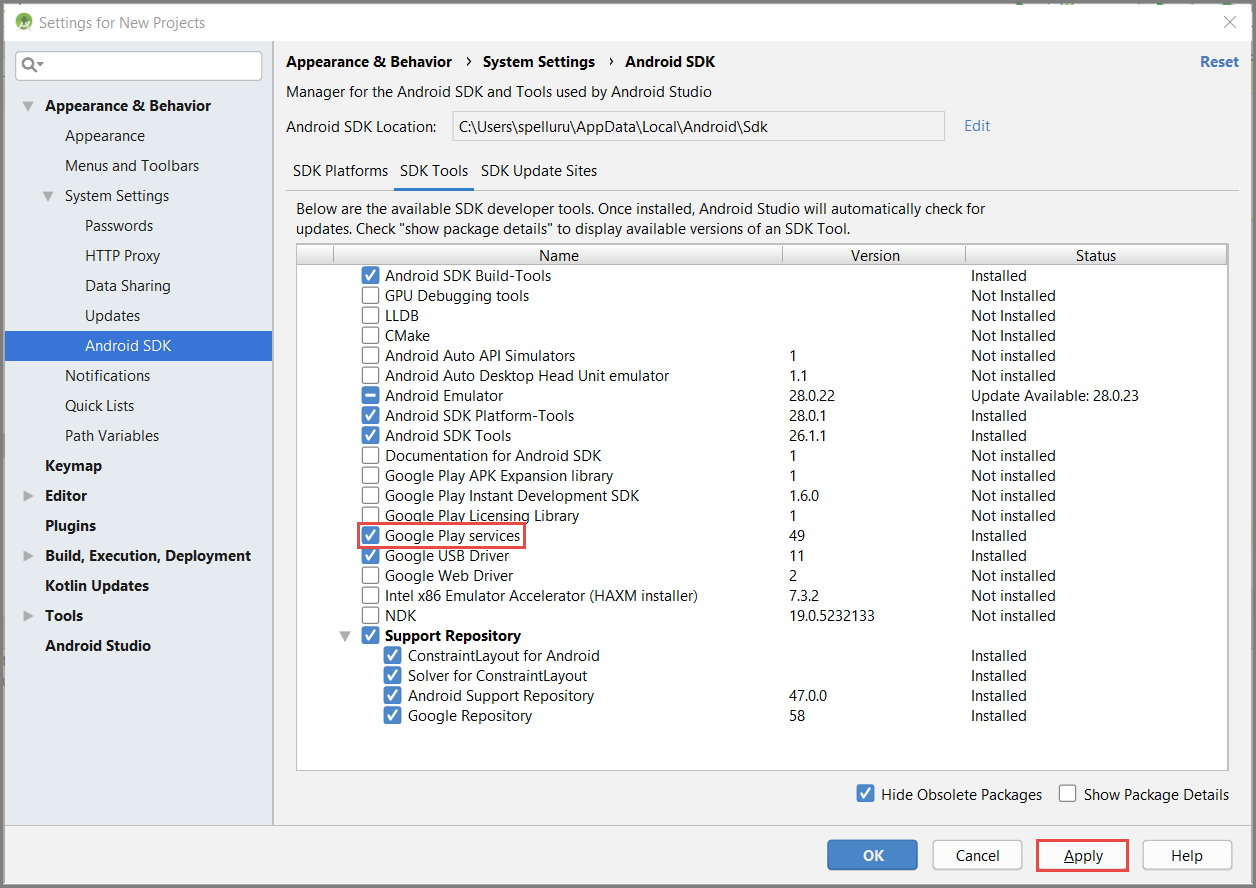 Settings for New Projects
Appearance & Behavior
Appearance
Menus and Toolbars
System Settings
Passwords
HTTP Proxy
Data Sharing
Updates
Android SDK
Notifications
Quick Lists
Path Variables
Keymap
Editor
Plugins
Build, Execution, Deployment
Kotlin Updates
Tools
Android Studio
Appearance & Behavior › System Settings › Android SDK Reset
Manager for the Android SDK and Tools used by Android Studio
Android SDK Location: C:\Users\spelluru\AppData\Local\Android\Sdk Edit
SDK Platforms SDK Tools SDK Update Sites
Below are the available SDK developer tools. Once installed, Android Studio will automatically check for
updates. Check "show package details" to display available versions of an SDK Tool.
Name Version Status
Android SDK Build-Tools Installed
GPU Debugging tools Not Installed
LLDB Not Installed
CMake Not Installed
Android Auto API Simulators 1 Not installed
Android Auto Desktop Head Unit emulator 1.1 Not installed
Android Emulator 28.0.22 Update Available: 28.0.23
Android SDK Platform-Tools 28.0.1 Installed
Android SDK Tools 26.1.1 Installed
Documentation for Android SDK 1 Not installed
Google Play APK Expansion library 1 Not installed
Google Play Instant Development SDK 1.6.0 Not installed
Google Play Licensing Library 1 Not installed
Google Play services 49 Installed
Google USB Driver 11 Installed
Google Web Driver 2 Not installed
Intel x86 Emulator Accelerator (HAXM installer) 7.3.2 Not installed
NDK 19.0.5232133 Not installed
Support Repository
ConstraintLayout for Android Installed
Solver for ConstraintLayout Installed
Android Support Repository 47.0.0 Installed
Google Repository 58 Installed
Hide Obsolete Packages Show Package Details
OK Cancel Apply Help